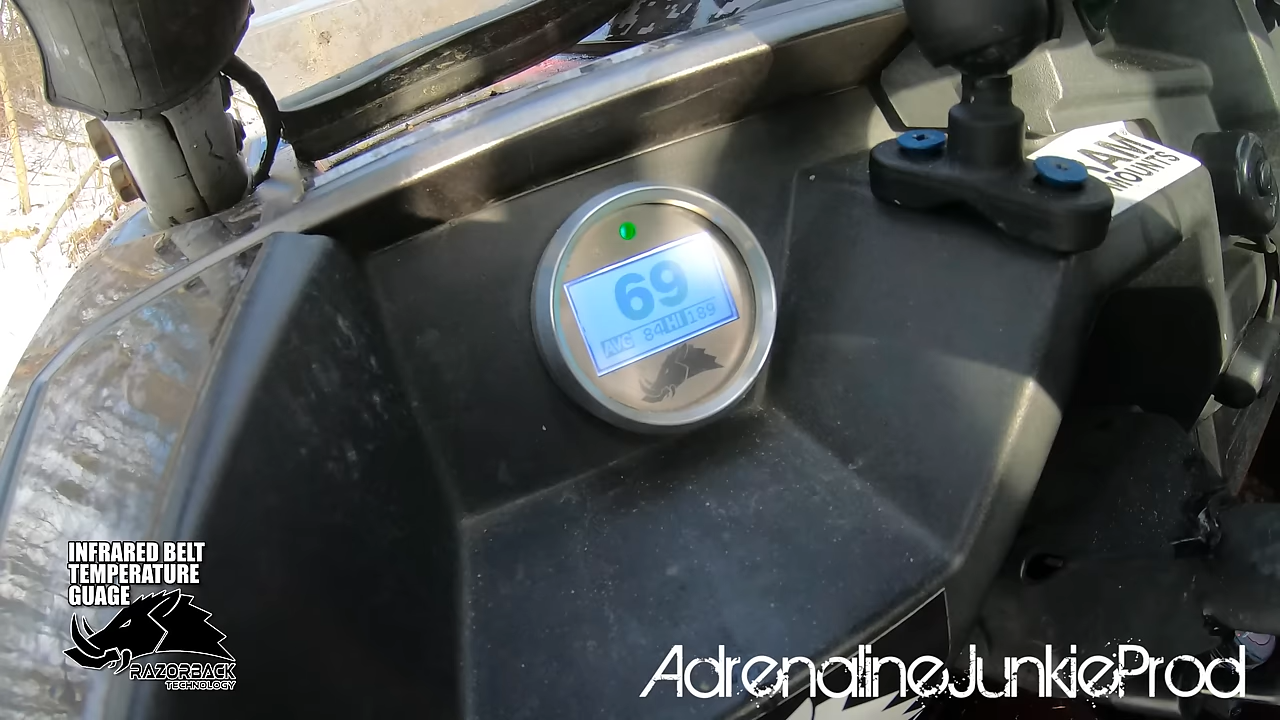 RAM
MOUNTS
69
AVG 84 HI 189
INFRARED BELT
TEMPERATURE
GUAGE
RAZORBACK
TECHNOLOGY
AdrenalineJunkieProd